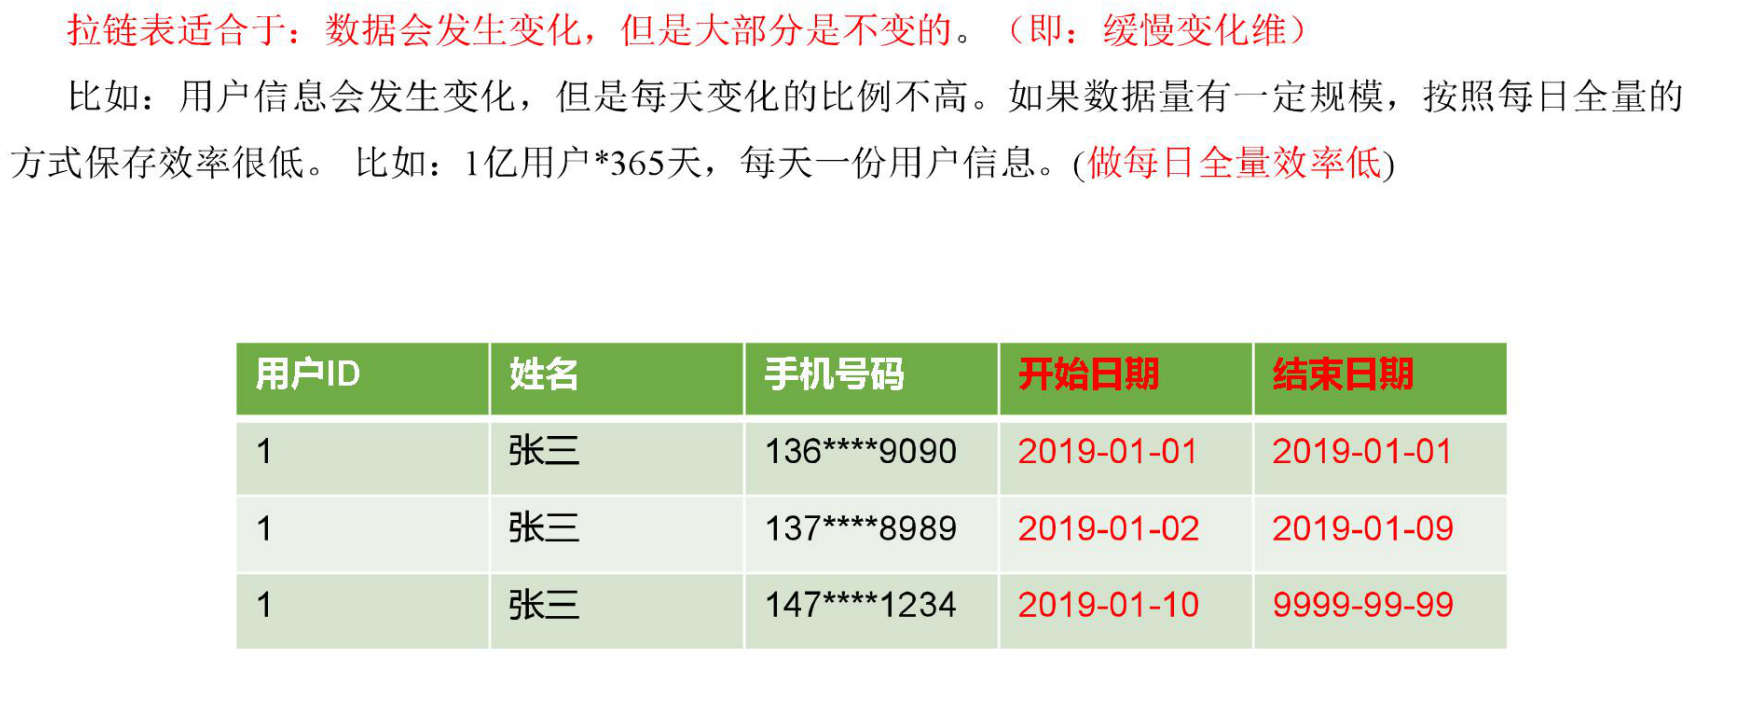 拉链表适合于：数据会发生变化，但是大部分是不变的。（即：缓慢变化维）
比如：用户信息会发生变化，但是每天变化的比例不高。如果数据量有一定规模，按照每日全量的
方式保存效率很低。 比如：1亿用户*365天，每天一份用户信息。(做每日全量效率低)
用户ID 姓名 手机号码 开始日期 结束日期
1 张三 136****9090 2019-01-01 2019-01-01
1 张三 137****8989 2019-01-02 2019-01-09
1 张三 147****1234 2019-01-10 9999-99-99